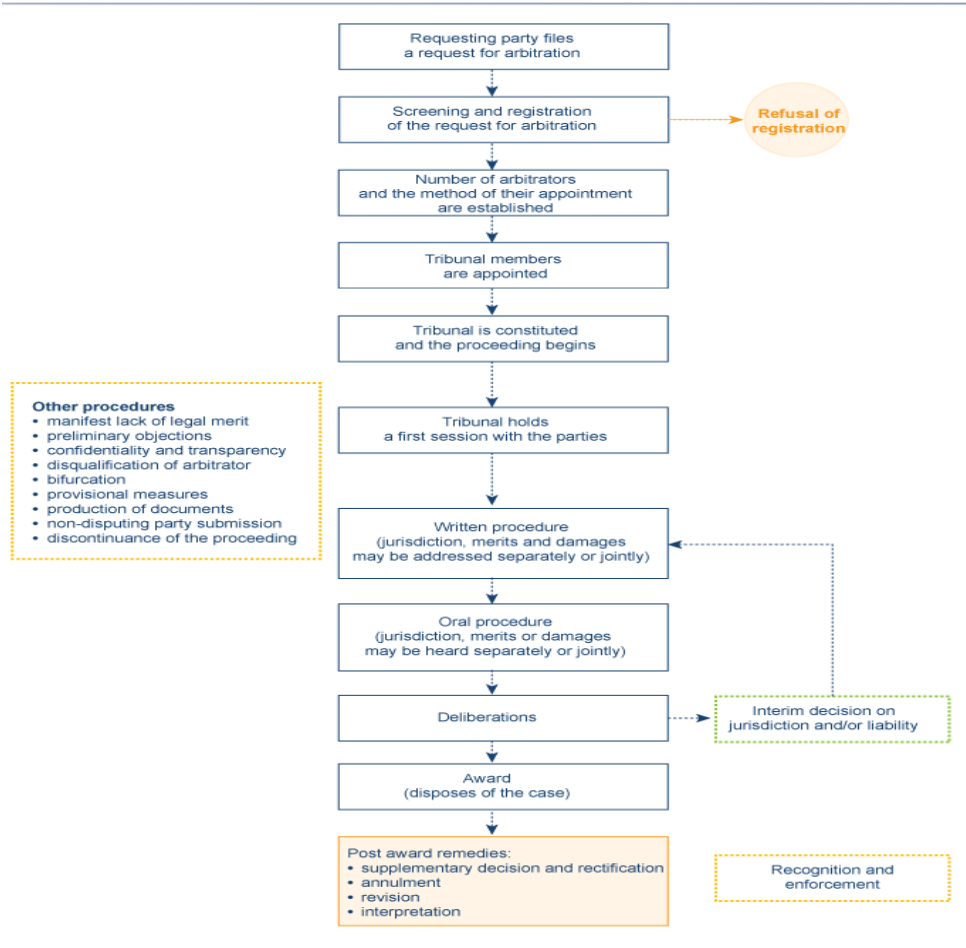 Requesting party files
a request for arbitration
Screening and registration
of the request for arbitration
Refusal of
registration
Number of arbitrators
and the method of their appointment
are established
Tribunal members
are appointed
Tribunal is constituted
and the proceeding begins
Other procedures
• manifest lack of legal merit
• preliminary objections
• confidentiality and transparency
• disqualification of arbitrator
• bifurcation
• provisional measures
• production of documents
• non-disputing party submission
• discontinuance of the proceeding
Tribunal holds
a first session with the parties
Written procedure
(jurisdiction, merits and damages
may be addressed separately or jointly)
Oral procedure
(jurisdiction, merits or damages
may be heard separately or jointly)
Deliberations
Interim decision on
jurisdiction and/or liability
Award
(disposes of the case)
Post award remedies:
• supplementary decision and rectification
• annulment
• revision
• interpretation
Recognition and
enforcement